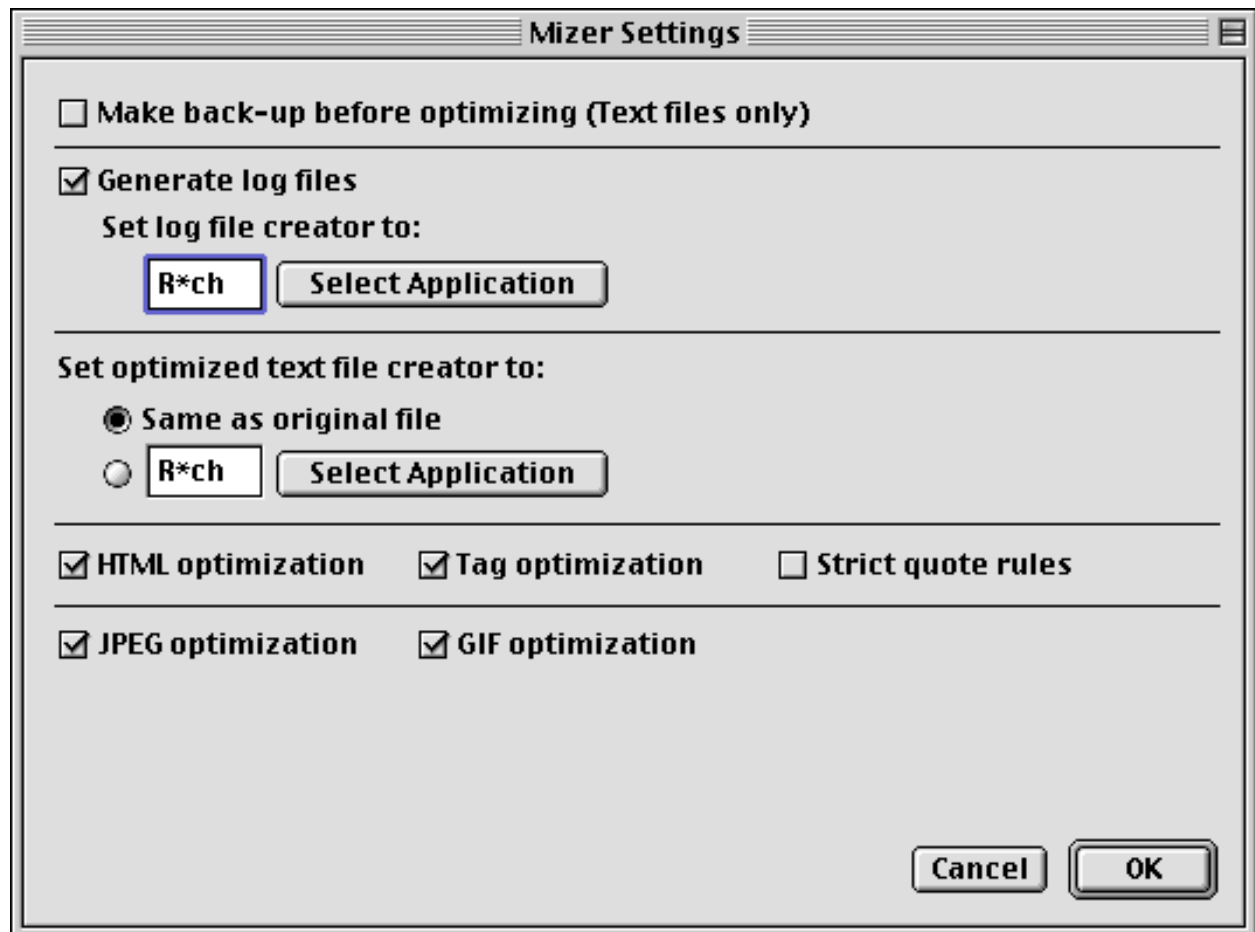 Mizer Settings
Make back-up before optimizing (Text files only)
Generate log files
Set log file creator to:
R*ch Select Application
Set optimized text file creator to:
Same as original file
R*ch Select Application
HTML optimization Tag optimization Strict quote rules
JPEG optimization GIF optimization
Cancel OK